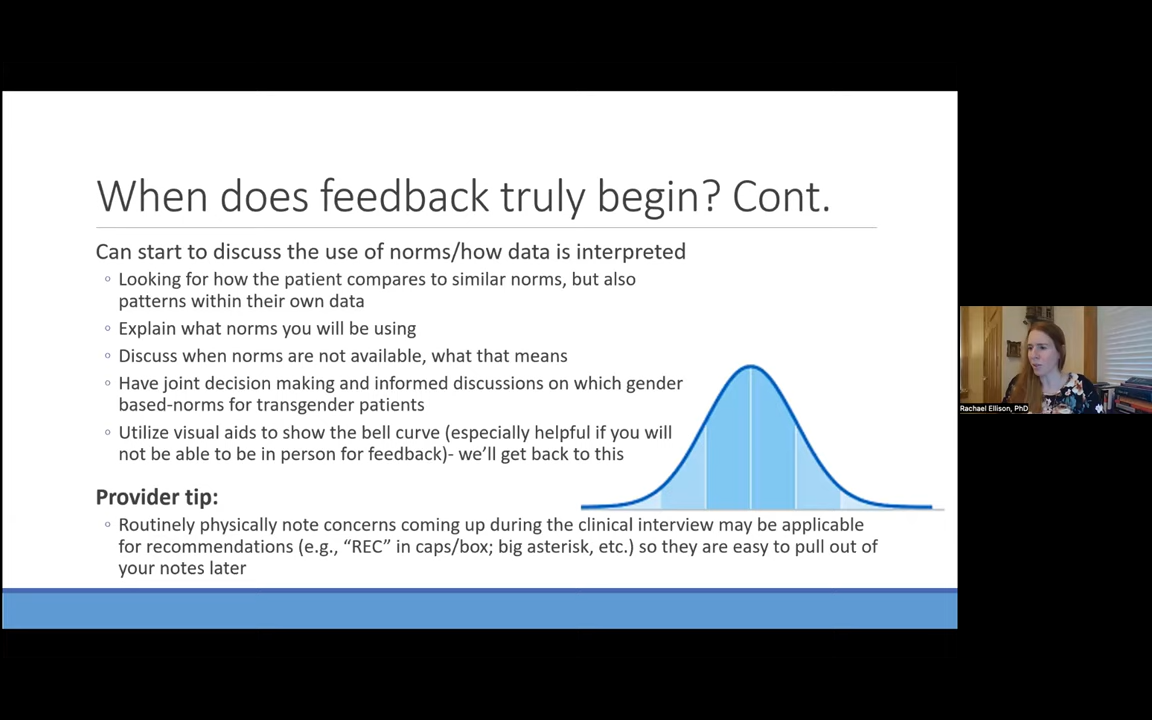 When does feedback truly begin? Cont.
Can start to discuss the use of norms/how data is interpreted
◦ Looking for how the patient compares to similar norms, but also
patterns within their own data
◦ Explain what norms you will be using
◦ Discuss when norms are not available, what that means
◦ Have joint decision making and informed discussions on which gender
based-norms for transgender patients
◦ Utilize visual aids to show the bell curve (especially helpful if you will
not be able to be in person for feedback)- we’ll get back to this
Provider tip:
◦ Routinely physically note concerns coming up during the clinical interview may be applicable
for recommendations (e.g., “REC” in caps/box; big asterisk, etc.) so they are easy to pull out of
your notes later
Rachael Ellison, PhD